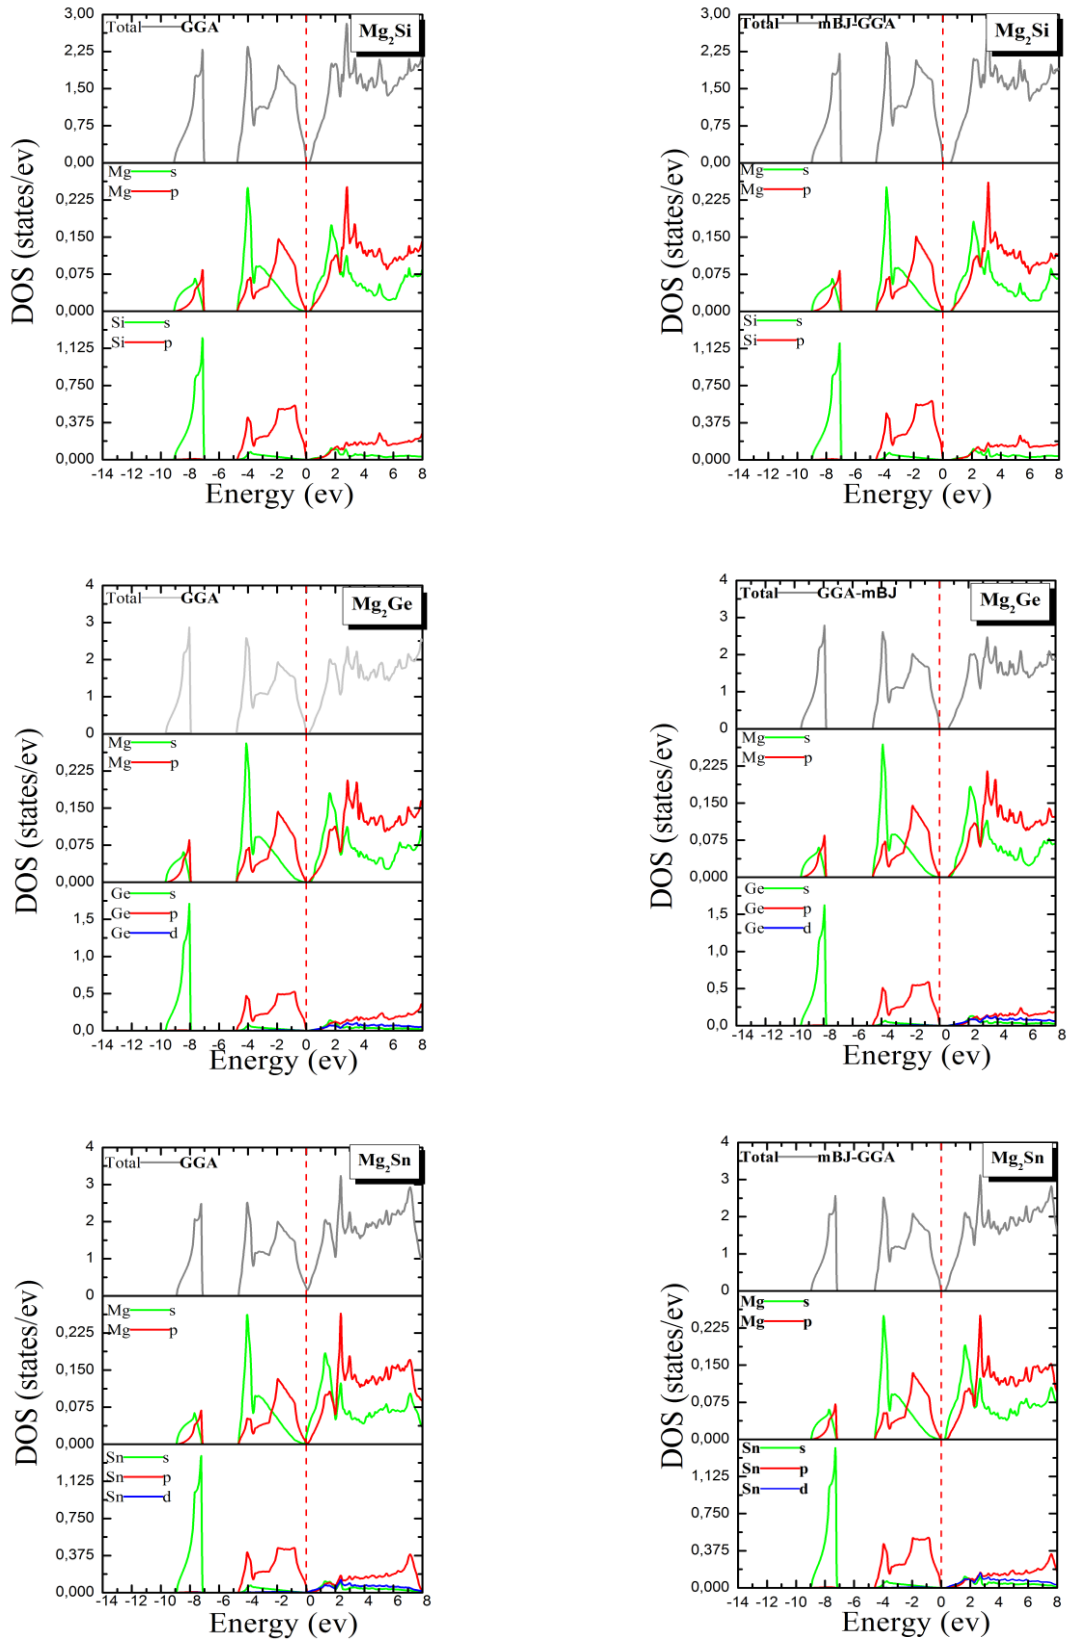 Total GGA Mg2Si
3,00
2,25
1,50
0,75
0,00
Mg s
Mg p
0,225
0,150
0,075
0,000
Si s
Si p
1,125
0,750
0,375
0,000
-14 -12 -10 -8 -6 -4 -2 0 2 4 6 8
Energy (ev)
DOS (states/ev)
Total mBJ-GGA Mg2Si
3,00
2,25
1,50
0,75
0,00
Mg s
Mg p
0,225
0,150
0,075
0,000
Si s
Si p
1,125
0,750
0,375
0,000
-14 -12 -10 -8 -6 -4 -2 0 2 4 6 8
Energy (ev)
DOS (states/ev)
Total GGA Mg2Ge
4
3
2
1
0
Mg s
Mg p
0,225
0,150
0,075
0,000
Ge s
Ge p
Ge d
1,5
1,0
0,5
0,0
-14 -12 -10 -8 -6 -4 -2 0 2 4 6 8
Energy (ev)
DOS (states/ev)
Total GGA-mBJ Mg2Ge
4
3
2
1
0
Mg s
Mg p
0,225
0,150
0,075
0,000
Ge s
Ge p
Ge d
1,5
1,0
0,5
0,0
-14 -12 -10 -8 -6 -4 -2 0 2 4 6 8
Energy (ev)
DOS (states/ev)
Total GGA Mg2Sn
4
3
2
1
0
Mg s
Mg p
0,225
0,150
0,075
0,000
Sn s
Sn p
Sn d
1,125
0,750
0,375
0,000
-14 -12 -10 -8 -6 -4 -2 0 2 4 6 8
Energy (ev)
DOS (states/ev)
Total mBJ-GGA Mg2Sn
4
3
2
1
0
Mg s
Mg p
0,225
0,150
0,075
0,000
Sn s
Sn p
Sn d
1,125
0,750
0,375
0,000
-14 -12 -10 -8 -6 -4 -2 0 2 4 6 8
Energy (ev)
DOS (states/ev)